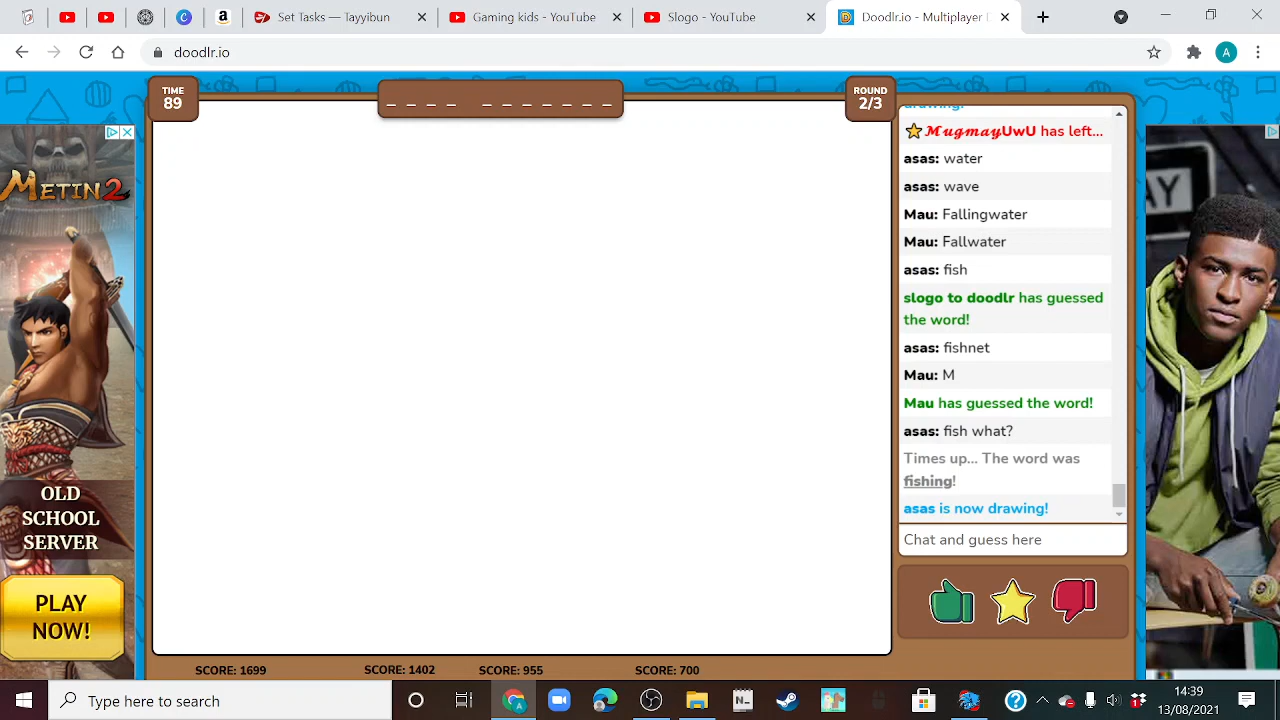 Set Tasks — Tayyibun
Gaming kids - YouTube
Slogo - YouTube
Doodlr.io
doodlr.io
TIME
89
_ _ _ _ _ _ _ _ _ _ _
ROUND
2/3
drawing!
MugmayUwU has left...
asas: water
asas: wave
Mau: Fallingwater
Mau: Fallwater
asas: fish
slogo to doodlr has guessed
the word!
asas: fishnet
Mau: M
Mau has guessed the word!
asas: fish what?
Times up... The word was
fishing!
asas is now drawing!
Chat and guess here
METIN2
OLD
SCHOOL
SERVER
PLAY
NOW!
SCORE: 1699
SCORE: 1402
SCORE: 955
SCORE: 700
Type here to search
14:39
13/08/2021